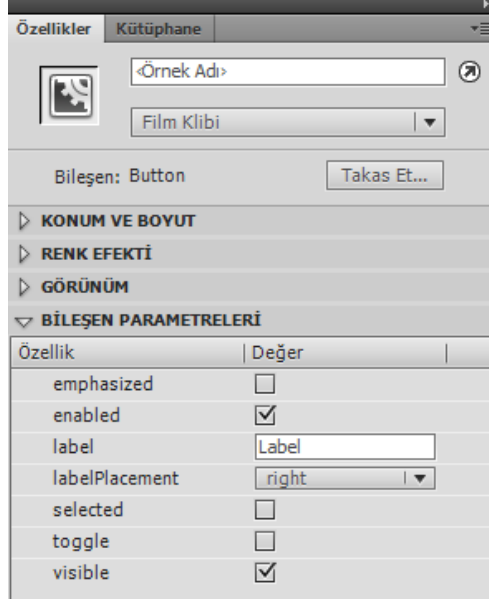 Özellikler Kütüphane
<Örnek Adı>
Film Klibi
Bileşen: Button Takas Et...
KONUM VE BOYUT
RENK EFEKTİ
GÖRÜNÜM
BİLEŞEN PARAMETRELERİ
Özellik Değer
emphasized
enabled
label Label
labelPlacement right
selected
toggle
visible